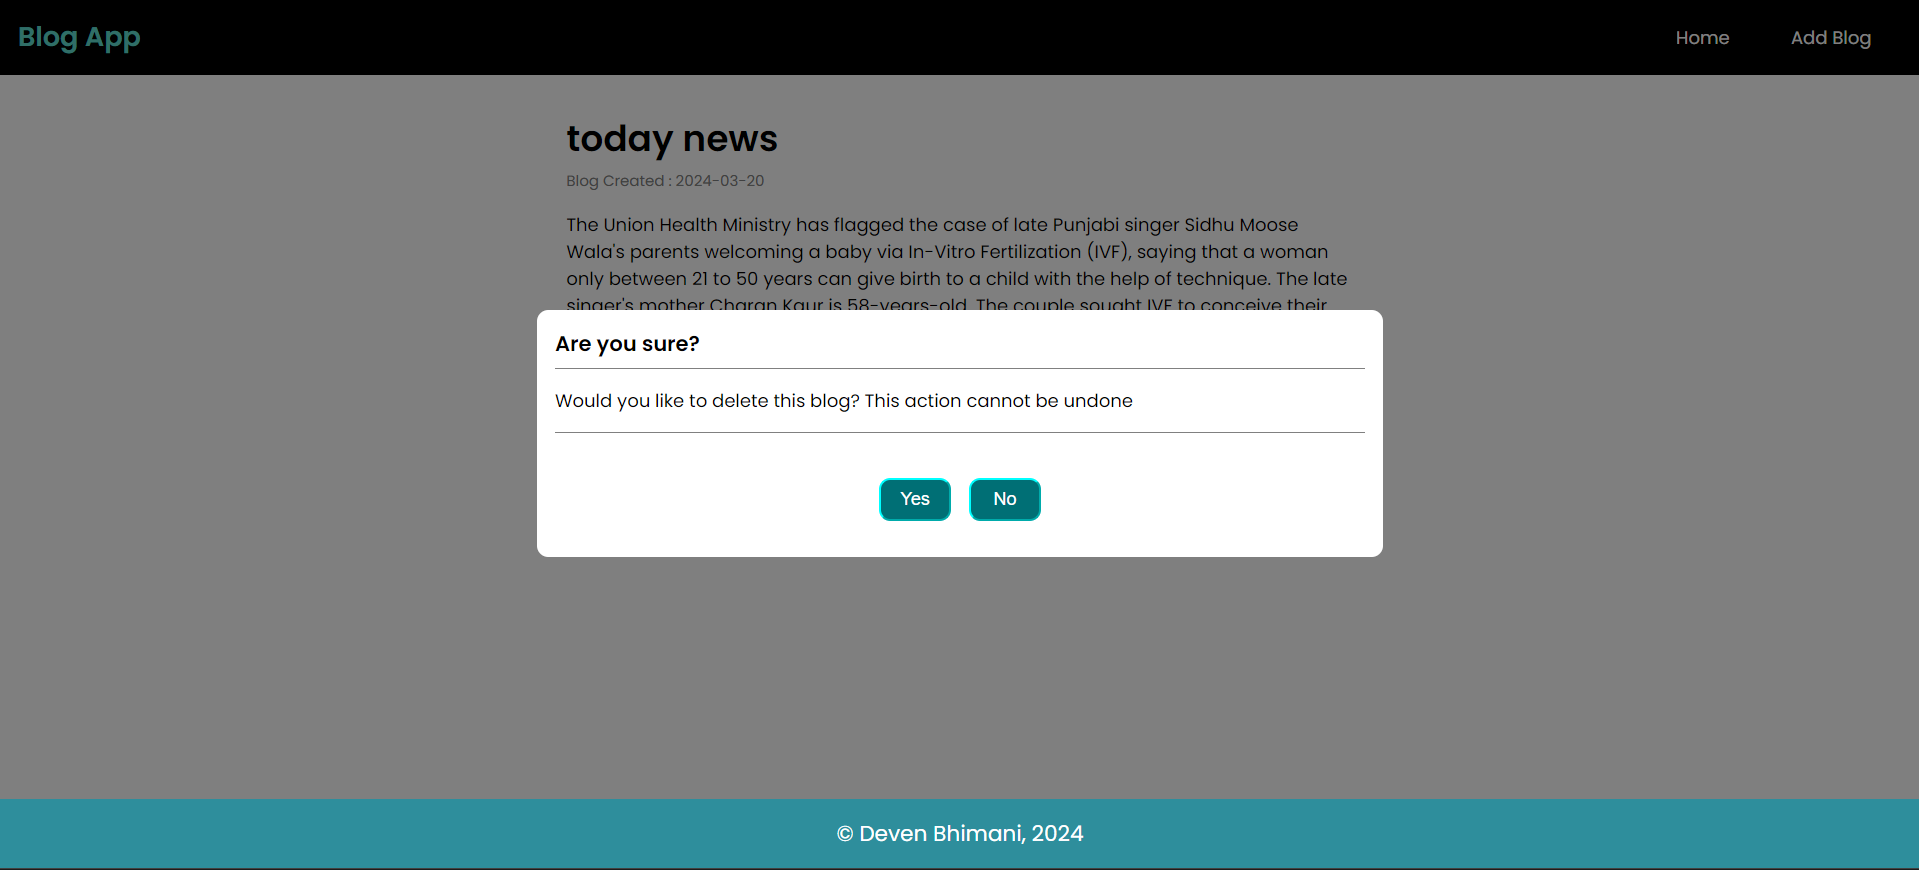 Blog App
Home
Add Blog
today news
Blog Created : 2024-03-20
The Union Health Ministry has flagged the case of late Punjabi singer Sidhu Moose
Wala's parents welcoming a baby via In-Vitro Fertilization (IVF), saying that a woman
only between 21 to 50 years can give birth to a child with the help of technique. The late
singer's mother Charan Kaur is 58-years-old. The couple sought IVF to conceive their
Are you sure?
Would you like to delete this blog? This action cannot be undone
Yes
No
© Deven Bhimani, 2024